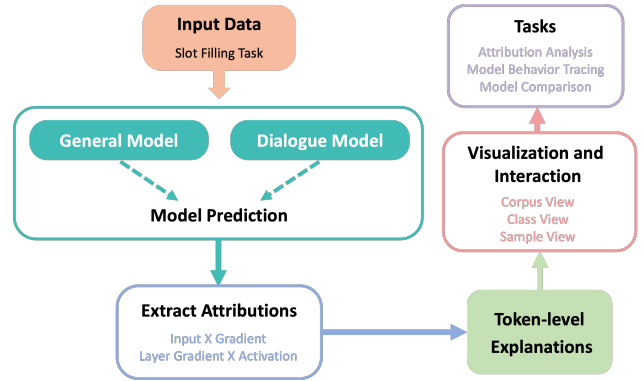 Input Data
Slot Filling Task
General Model
Dialogue Model
Model Prediction
Extract Attributions
Input X Gradient
Layer Gradient X Activation
Token-level
Explanations
Visualization and
Interaction
Corpus View
Class View
Sample View
Tasks
Attribution Analysis
Model Behavior Tracing
Model Comparison